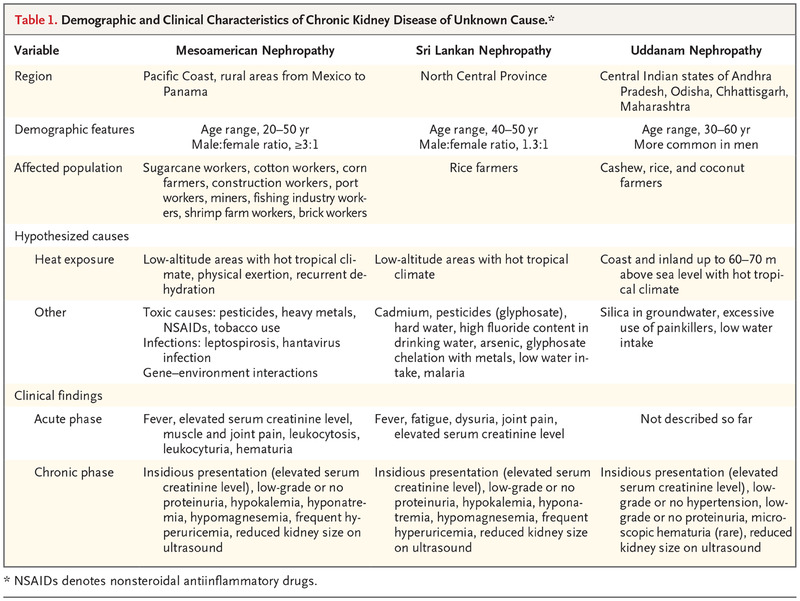 Table 1. Demographic and Clinical Characteristics of Chronic Kidney Disease of Unknown Cause.*
Variable Mesoamerican Nephropathy Sri Lankan Nephropathy Uddanam Nephropathy
Region
Pacific Coast, rural areas from Mexico to
Panama
North Central Province
Central Indian states of Andhra
Pradesh, Odisha, Chhattisgarh,
Maharashtra
Demographic features
Age range, 20–50 yr
Male:female ratio, ≥3:1
Age range, 40–50 yr
Male:female ratio, 1.3:1
Age range, 30–60 yr
More common in men
Affected population
Sugarcane workers, cotton workers, corn
farmers, construction workers, port
workers, miners, fishing industry work-
ers, shrimp farm workers, brick workers
Rice farmers
Cashew, rice, and coconut
farmers
Hypothesized causes
Heat exposure
Low-altitude areas with hot tropical cli-
mate, physical exertion, recurrent de-
hydration
Low-altitude areas with hot tropical
climate
Coast and inland up to 60–70 m
above sea level with hot tropi-
cal climate
Other
Toxic causes: pesticides, heavy metals,
NSAIDs, tobacco use
Infections: leptospirosis, hantavirus
infection
Gene–environment interactions
Cadmium, pesticides (glyphosate),
hard water, high fluoride content in
drinking water, arsenic, glyphosate
chelation with metals, low water in-
take, malaria
Silica in groundwater, excessive
use of painkillers, low water
intake
Clinical findings
Acute phase
Fever, elevated serum creatinine level,
muscle and joint pain, leukocytosis,
leukocyturia, hematuria
Fever, fatigue, dysuria, joint pain,
elevated serum creatinine level
Not described so far
Chronic phase
Insidious presentation (elevated serum
creatinine level), low-grade or no
proteinuria, hypokalemia, hyponatre-
mia, hypomagnesemia, frequent hy-
peruricemia, reduced kidney size on
ultrasound
Insidious presentation (elevated serum
creatinine level), low-grade or no
proteinuria, hypokalemia, hypona-
tremia, hypomagnesemia, frequent
hyperuricemia, reduced kidney size
on ultrasound
Insidious presentation (elevated
serum creatinine level), low-
grade or no hypertension, low-
grade or no proteinuria, micro-
scopic hematuria (rare), reduced
kidney size on ultrasound
* NSAIDs denotes nonsteroidal antiinflammatory drugs.